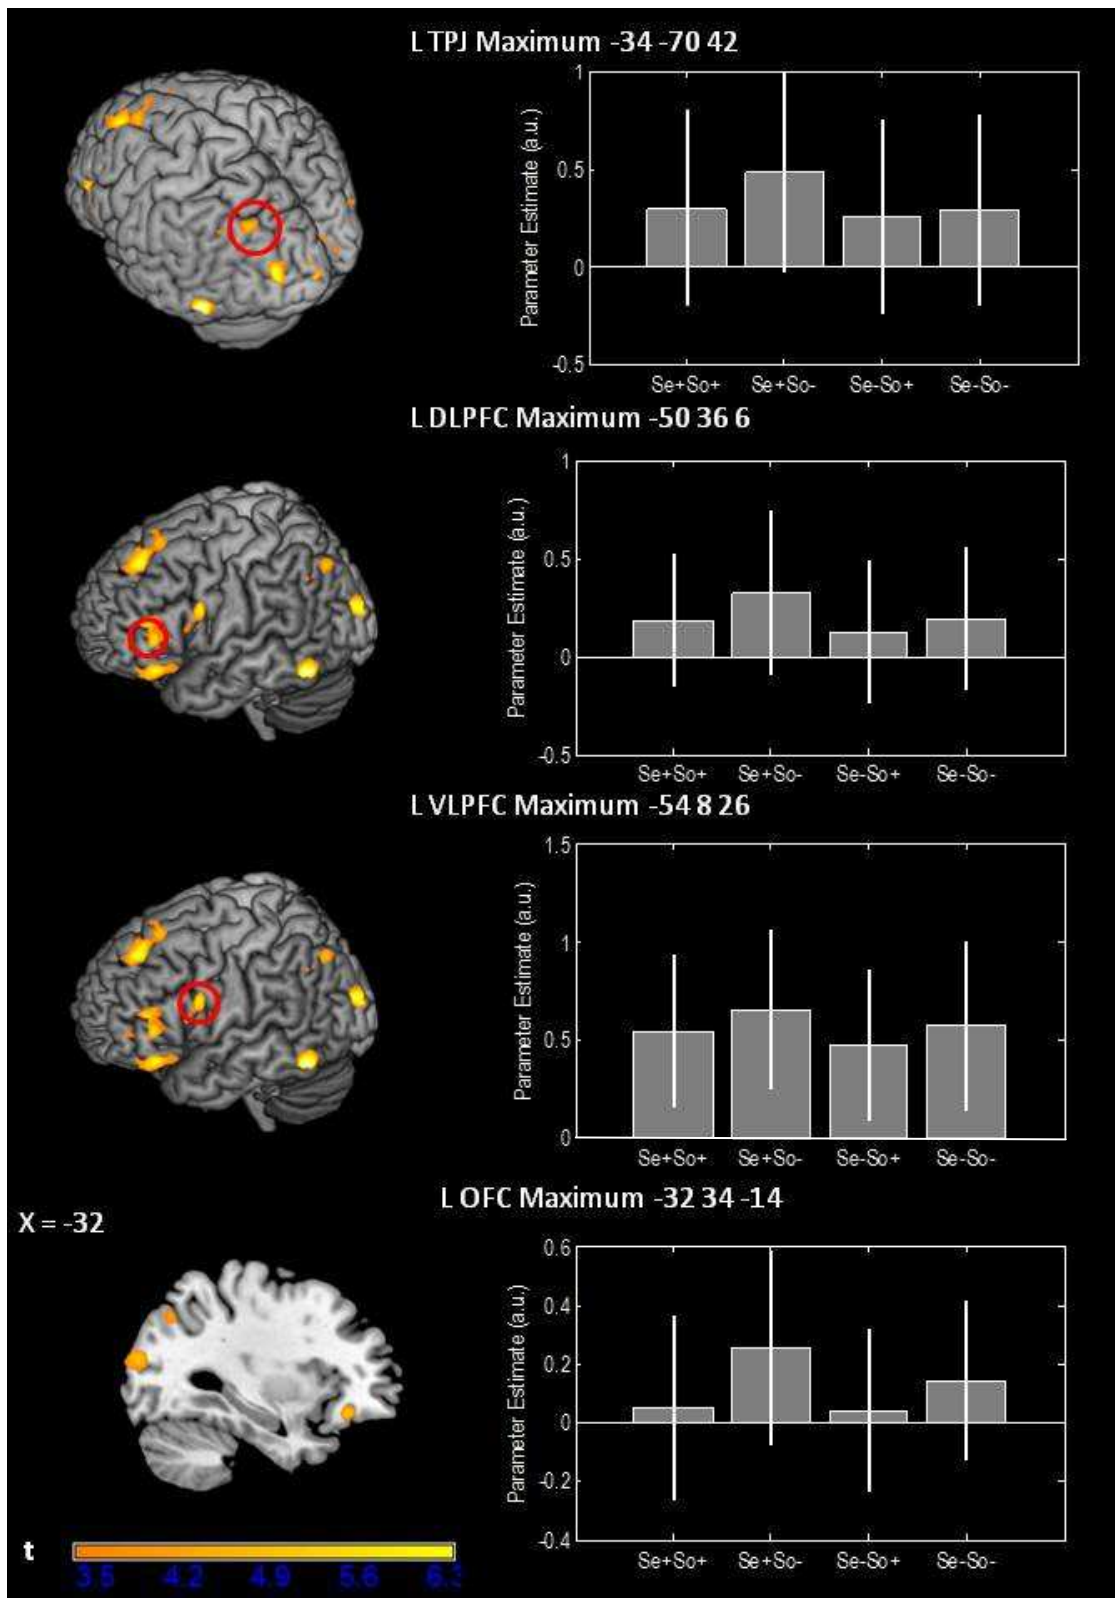 L TPJ Maximum -34 -70 42
Parameter Estimate (a.u.)
1
0.5
0
-0.5
Se+So+ Se+So- Se-So+ Se-So-
L DLPFC Maximum -50 36 6
Parameter Estimate (a.u.)
1
0.5
0
-0.5
Se+So+ Se+So- Se-So+ Se-So-
L VLPFC Maximum -54 8 26
Parameter Estimate (a.u.)
1.5
1
0.5
0
Se+So+ Se+So- Se-So+ Se-So-
L OFC Maximum -32 34 -14
X = -32
Parameter Estimate (a.u.)
0.6
0.4
0.2
0
-0.2
-0.4
Se+So+ Se+So- Se-So+ Se-So-
t
3.5 4.2 4.9 5.6